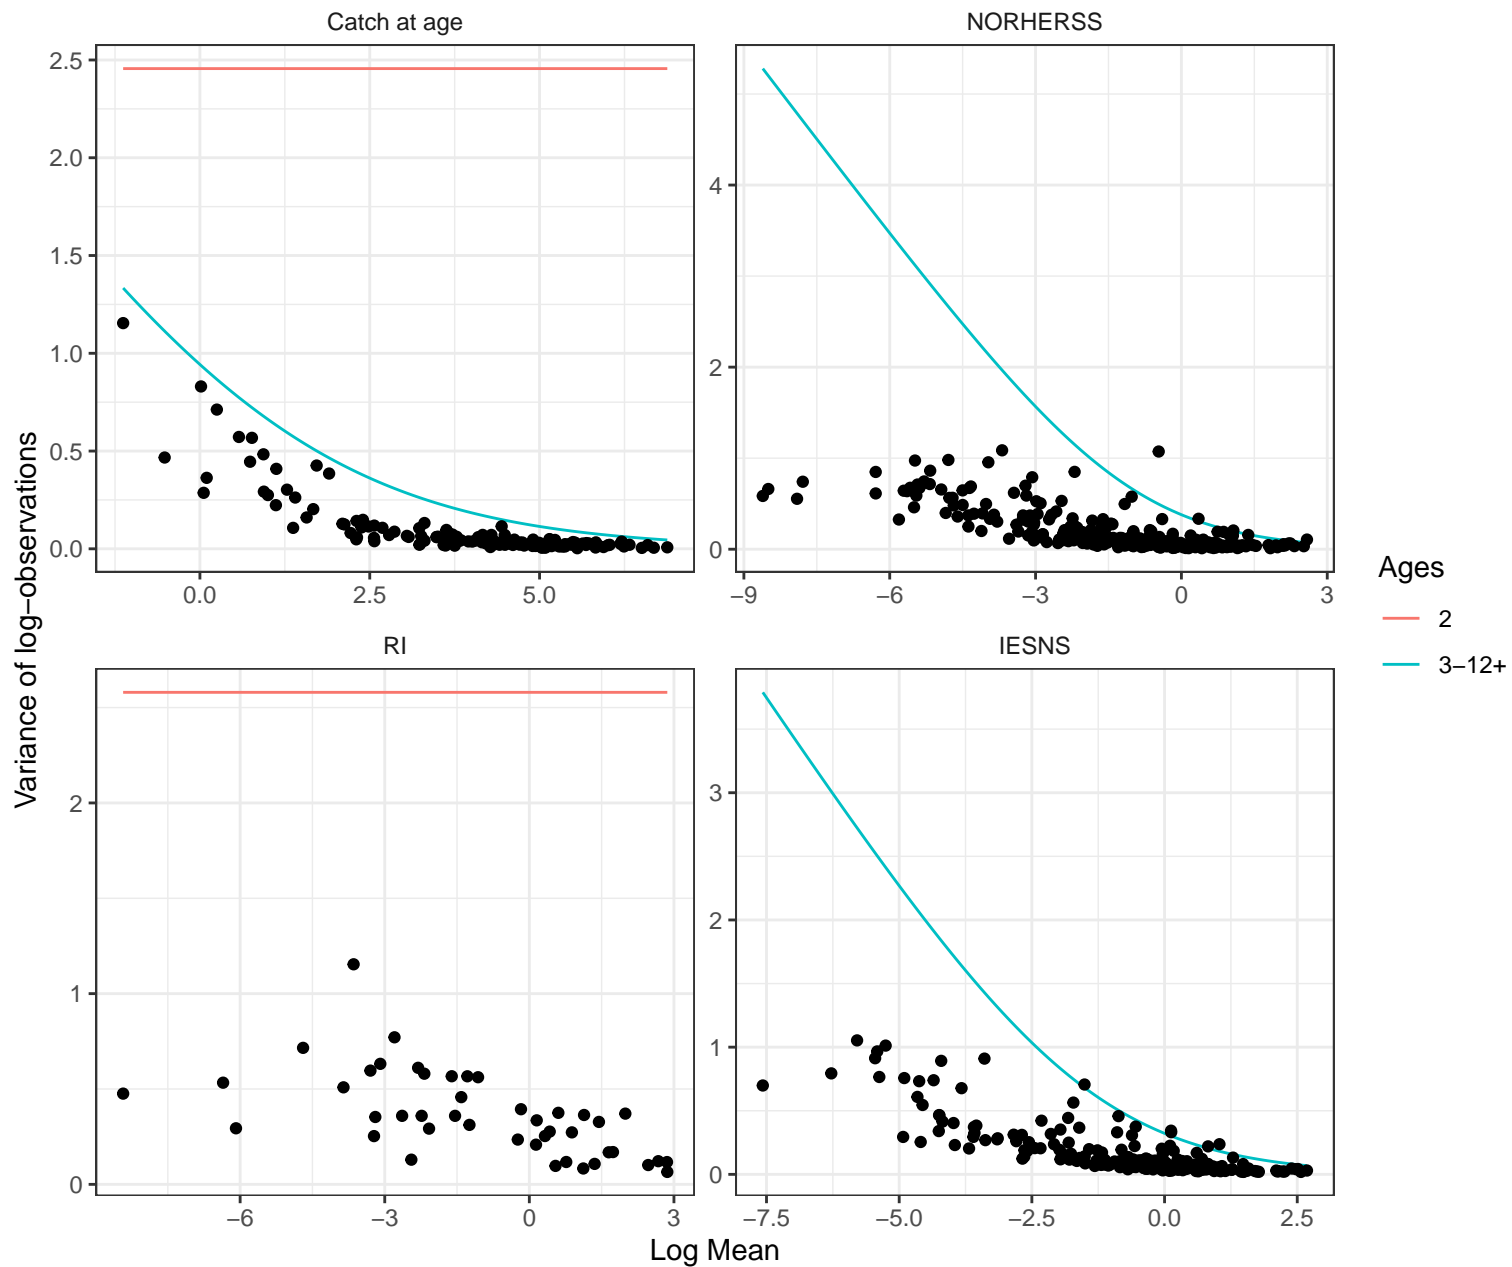 Catch at age
NORHERSS
2.5
2.0
1.5
1.0
0.5
0.0
4
2
0
0.0 2.5 5.0
−9 −6 −3 0 3
RI
IESNS
2
1
0
3
2
1
0
−6 −3 0 3
−7.5 −5.0 −2.5 0.0 2.5
Variance of log−observations
Log Mean
Ages
2
3−12+